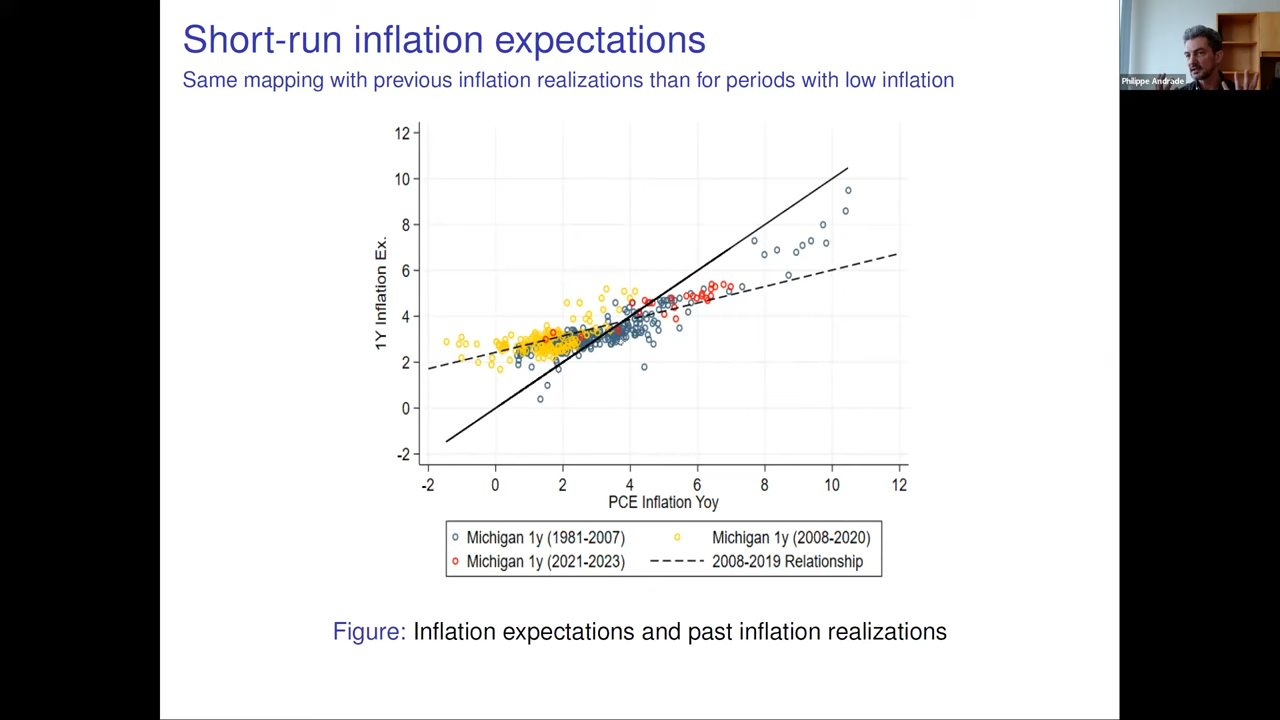 Short-run inflation expectations
Same mapping with previous inflation realizations than for periods with low inflation
Philippe Andrade
12
10
8
6
4
2
0
-2
1Y Inflation Ex.
-2 0 2 4 6 8 10 12
PCE Inflation Yoy
Michigan 1y (1981-2007) Michigan 1y (2008-2020)
Michigan 1y (2021-2023) 2008-2019 Relationship
Figure: Inflation expectations and past inflation realizations